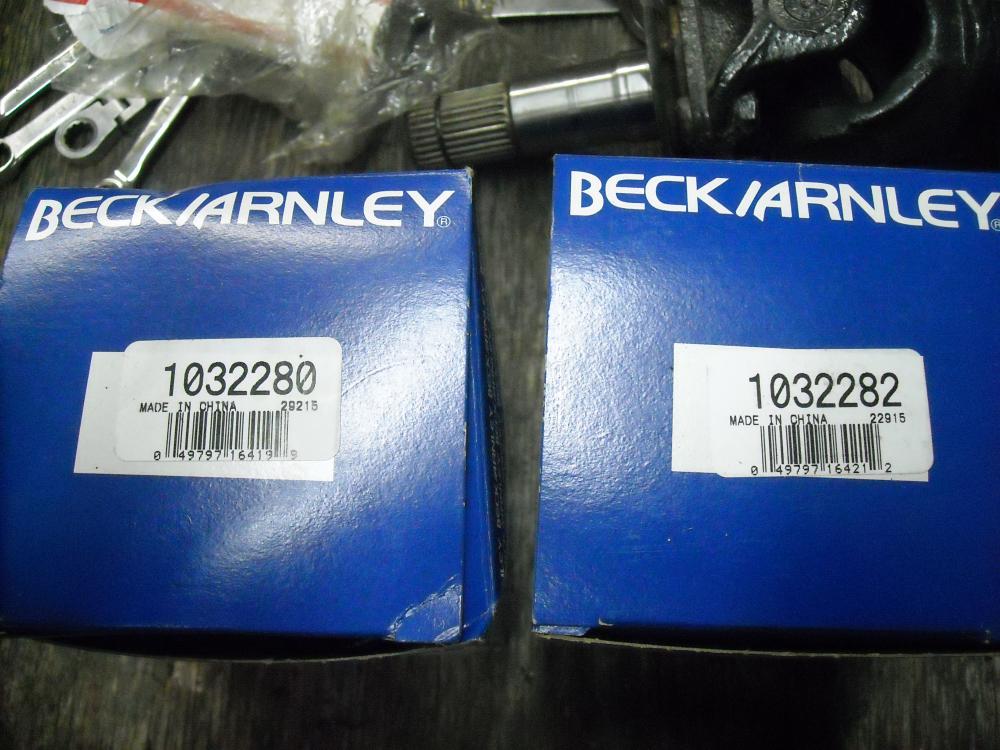 BECK/ARNLEY®
1032280
MADE IN CHINA 29215
0 49797 16419 9
BECK/ARNLEY®
1032282
MADE IN CHINA 22915
0 49797 16421 2